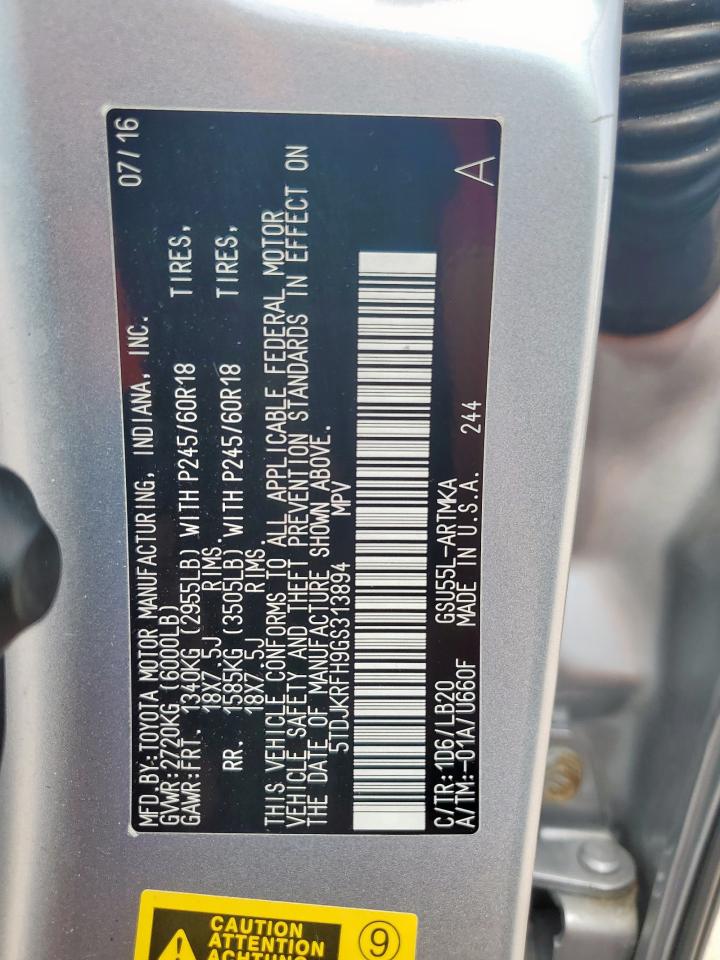 MFD.BY:TOYOTA MOTOR MANUFACTURING, INDIANA, INC. 07/16
GVWR:2720KG (6000LB)
GAWR:FRT. 1340KG (2955LB) WITH P245/60R18 TIRES,
18X7.5J RIMS.
RR. 1585KG (3505LB) WITH P245/60R18 TIRES,
18X7.5J RIMS.
THIS VEHICLE CONFORMS TO ALL APPLICABLE FEDERAL MOTOR
VEHICLE SAFETY AND THEFT PREVENTION STANDARDS IN EFFECT ON
THE DATE OF MANUFACTURE SHOWN ABOVE.
5TDJKRFH9GS313894 MPV
C/TR:1D6/LB20 GSU55L-ARTMKA
A/TM:-01A/U660F MADE IN U.S.A. 244 A
CAUTION
ATTENTION
ACHTUNG
9